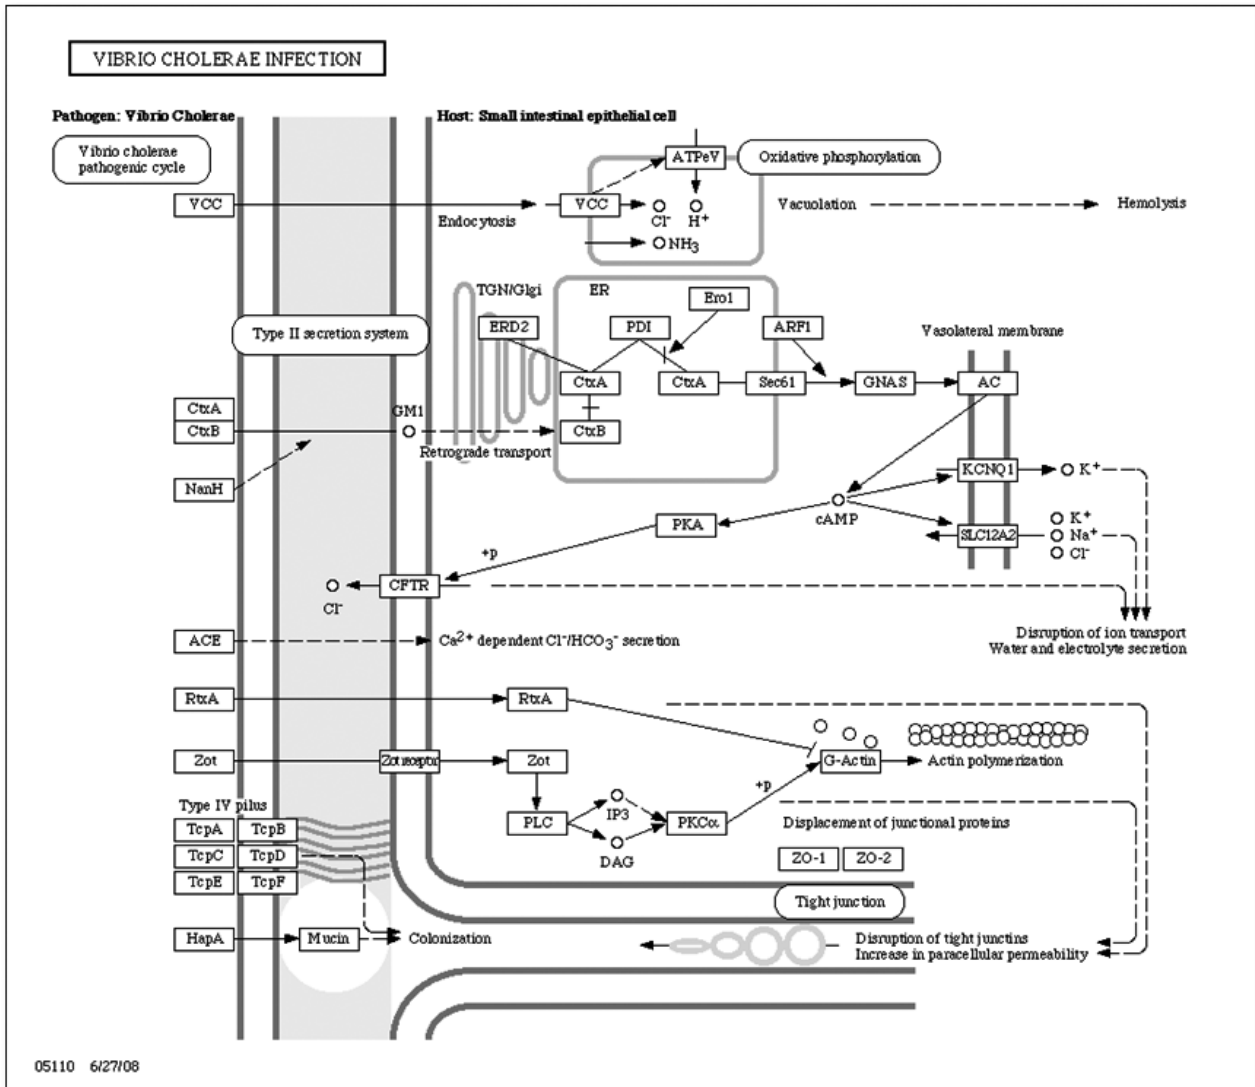 VIBRIO CHOLERAE INFECTION
Pathogen: Vibrio Cholerae
Host: Small intestinal epithelial cell
Vibrio cholerae
pathogenic cycle
ATPeV
Oxidative phosphorylation
VCC
Endocytosis
VCC
Cl⁻
H⁺
NH₃
Vacuolation
Hemolysis
TGN/Glgi
ER
Ero1
Type II secretion system
ERD2
PDI
ARF1
Vasolateral membrane
CtxA
CtxA
Sec61
GNAS
AC
CtxA
CtxB
GM1
CtxB
Retrograde transport
NanH
KCNQ1
K⁺
cAMP
PKA
SLC12A2
K⁺
Na⁺
Cl⁻
+p
CFTR
Cl⁻
ACE
Ca²⁺ dependent Cl⁻/HCO₃⁻ secretion
Disruption of ion transport
Water and electrolyte secretion
RtxA
RtxA
Zot
Zot receptor
Zot
G-Actin
Actin polymerization
+p
Type IV pilus
TcpA
TcpB
TcpC
TcpD
TcpE
TcpF
PLC
IP3
DAG
PKCα
Displacement of junctional proteins
ZO-1
ZO-2
Tight junction
HapA
Mucin
Colonization
Disruption of tight junctins
Increase in paracellular permeability
05110 6/27/08